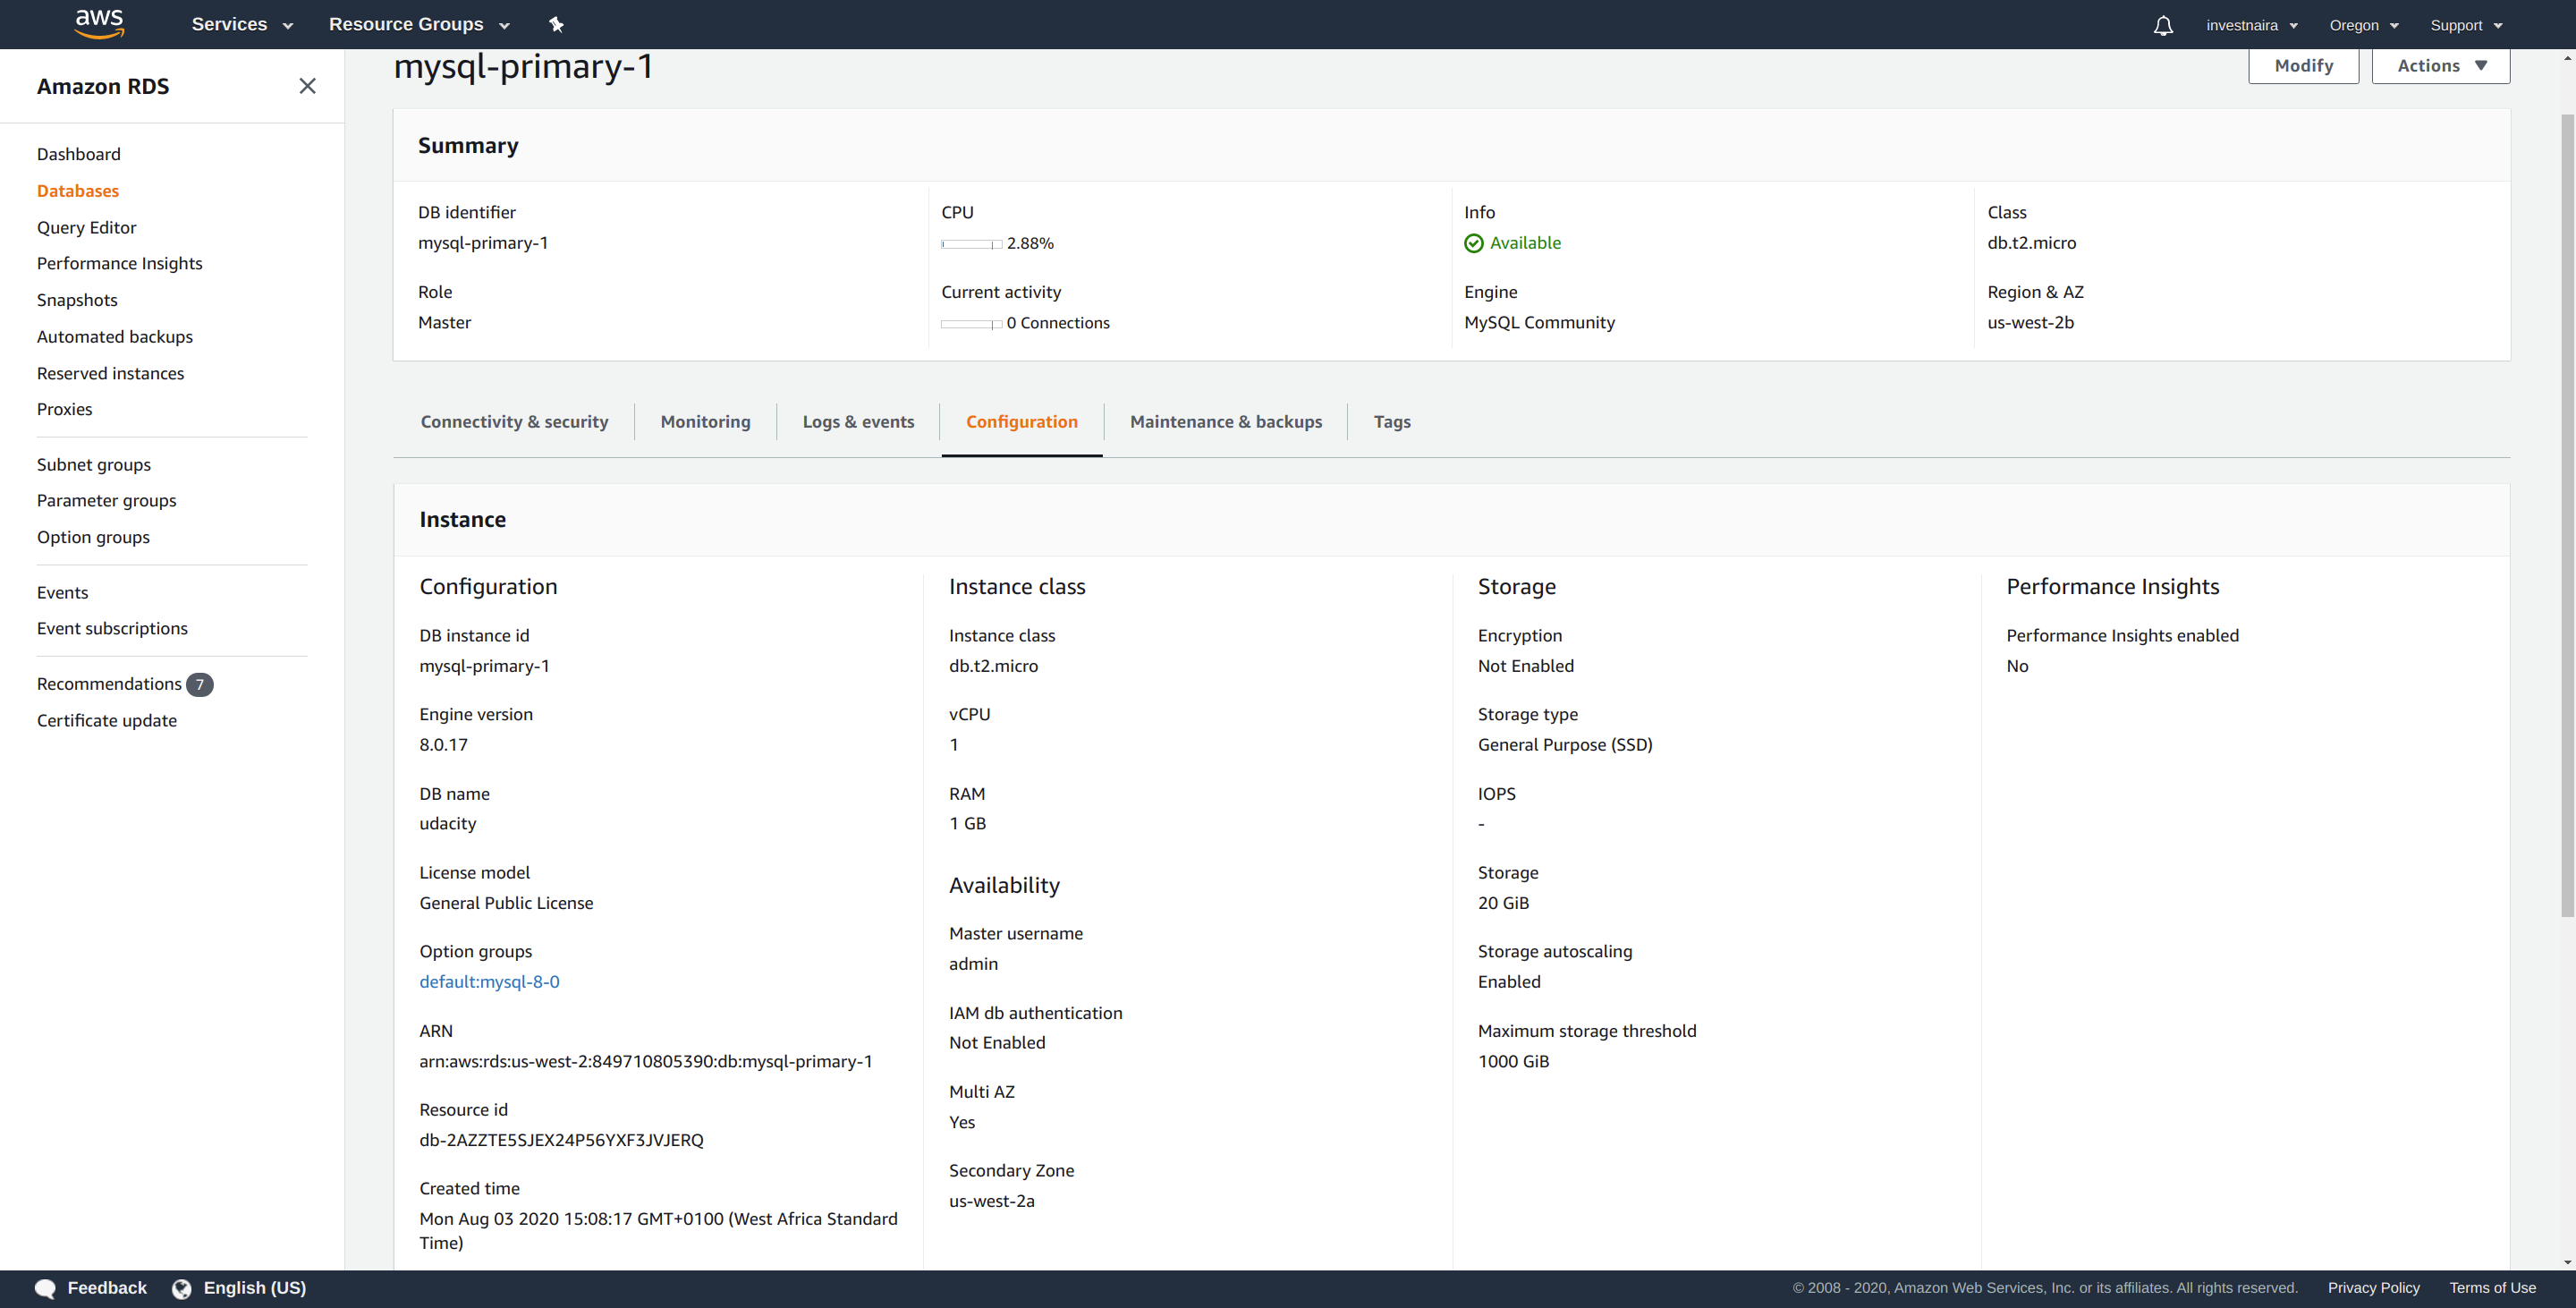 aws Services Resource Groups investnaira Oregon Support
Amazon RDS
Dashboard
Databases
Query Editor
Performance Insights
Snapshots
Automated backups
Reserved instances
Proxies
Subnet groups
Parameter groups
Option groups
Events
Event subscriptions
Recommendations 7
Certificate update
mysql-primary-1
Modify
Actions
Summary
DB identifier
mysql-primary-1
Role
Master
CPU
2.88%
Current activity
0 Connections
Info
Available
Engine
MySQL Community
Class
db.t2.micro
Region & AZ
us-west-2b
Connectivity & security
Monitoring
Logs & events
Configuration
Maintenance & backups
Tags
Instance
Configuration
DB instance id
mysql-primary-1
Engine version
8.0.17
DB name
udacity
License model
General Public License
Option groups
default:mysql-8-0
ARN
arn:aws:rds:us-west-2:849710805390:db:mysql-primary-1
Resource id
db-2AZZTE5SJEX24P56YXF3JVJERQ
Created time
Mon Aug 03 2020 15:08:17 GMT+0100 (West Africa Standard
Time)
Instance class
Instance class
db.t2.micro
vCPU
1
RAM
1 GB
Availability
Master username
admin
IAM db authentication
Not Enabled
Multi AZ
Yes
Secondary Zone
us-west-2a
Storage
Encryption
Not Enabled
Storage type
General Purpose (SSD)
IOPS
-
Storage
20 GiB
Storage autoscaling
Enabled
Maximum storage threshold
1000 GiB
Performance Insights
Performance Insights enabled
No
Feedback English (US) © 2008 - 2020, Amazon Web Services, Inc. or its affiliates. All rights reserved. Privacy Policy Terms of Use